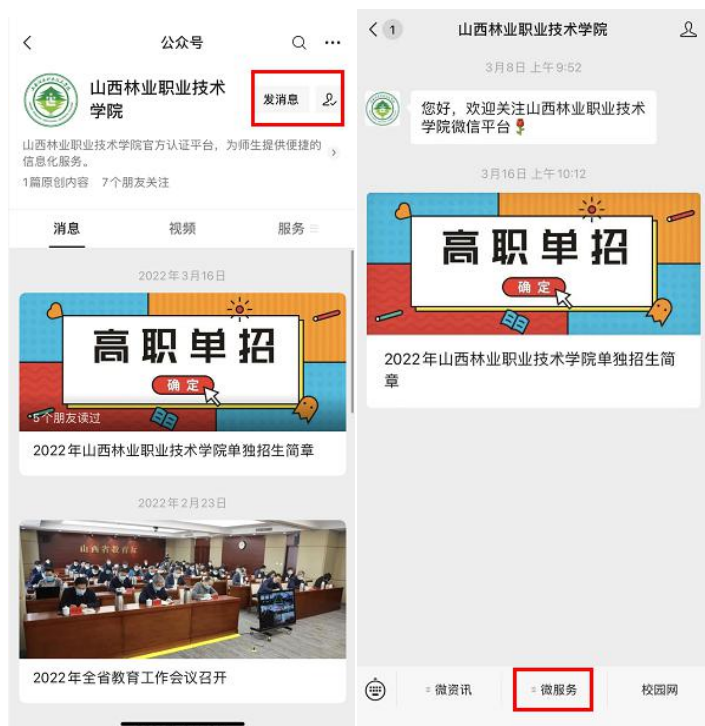 公众号
山西林业职业技术
学院
发消息
山西林业职业技术学院官方认证平台，为师生提供便捷的
信息化服务。
1篇原创内容 7个朋友关注
消息 视频 服务
2022年3月16日
高职单招
确定
5个朋友读过
2022年山西林业职业技术学院单独招生简章
2022年2月23日
山西省教育厅
2022年全省教育工作会议召开
1
山西林业职业技术学院
3月8日 上午9:52
您好，欢迎关注山西林业职业技术
学院微信平台🌹
3月16日 上午10:12
高职单招
确定
2022年山西林业职业技术学院单独招生简
章
微资讯 微服务 校园网